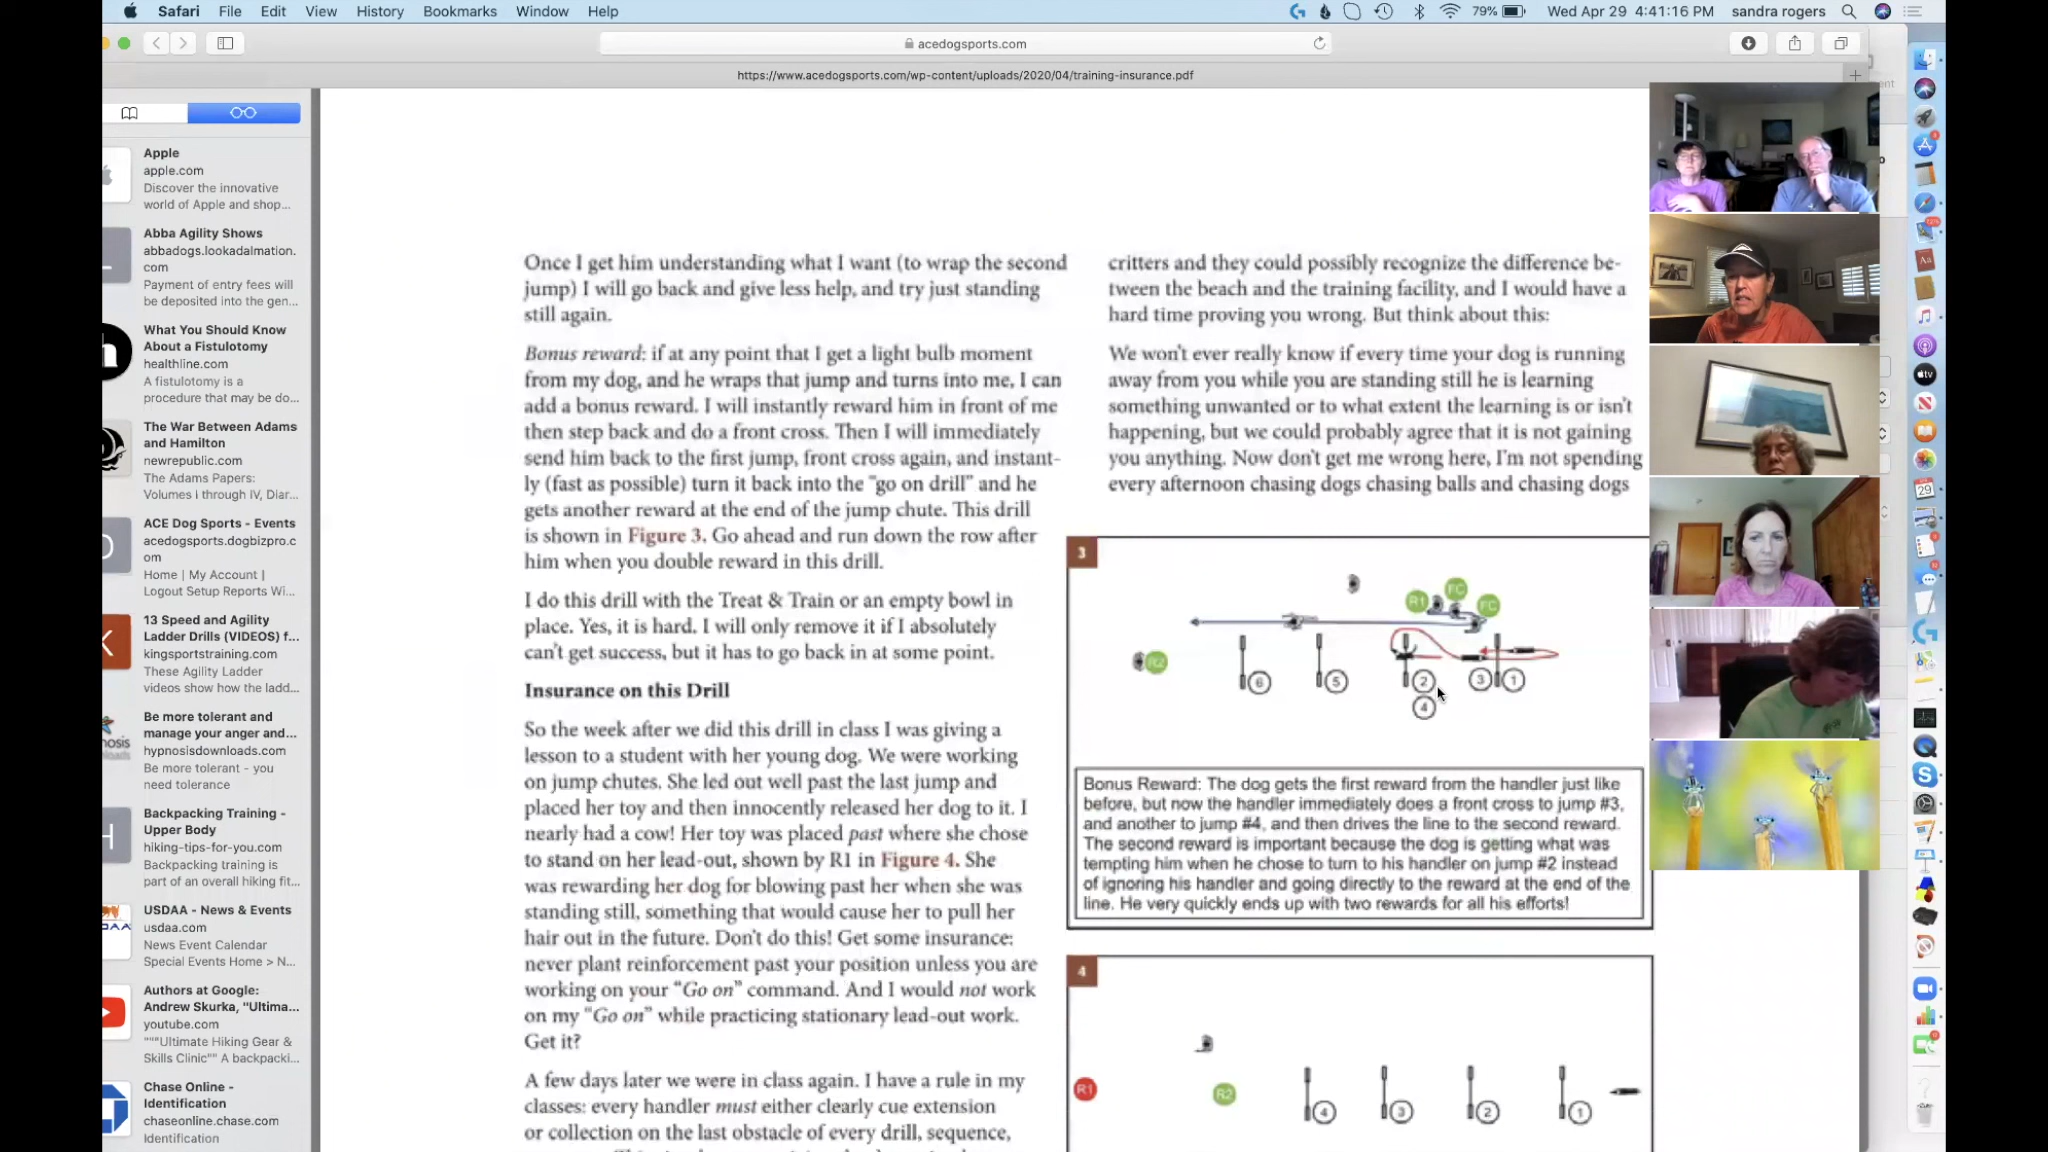 Safari File Edit View History Bookmarks Window Help
79% Wed Apr 29 4:41:16 PM sandra rogers
acedogsports.com
https://www.acedogsports.com/wp-content/uploads/2020/04/training-insurance.pdf
Apple
apple.com
Discover the innovative
world of Apple and shop...
Abba Agility Shows
abbadogs.lookadalmation.
com
Payment of entry fees will
be deposited into the gen...
What You Should Know
About a Fistulotomy
healthline.com
A fistulotomy is a
procedure that may be do...
The War Between Adams
and Hamilton
newrepublic.com
The Adams Papers:
Volumes i through IV, Diar...
ACE Dog Sports - Events
acedogsports.dogbizpro.c
om
Home | My Account |
Logout Setup Reports Wi...
13 Speed and Agility
Ladder Drills (VIDEOS) f...
kingsportstraining.com
These Agility Ladder
videos show how the ladd...
Be more tolerant and
manage your anger and...
hypnosisdownloads.com
Be more tolerant - you
need tolerance
Backpacking Training -
Upper Body
hiking-tips-for-you.com
Backpacking training is
part of an overall hiking fit...
USDAA - News & Events
usdaa.com
News Event Calendar
Special Events Home > N...
Authors at Google:
Andrew Skurka, "Ultima...
youtube.com
"""Ultimate Hiking Gear &
Skills Clinic"" A backpacki...
Chase Online -
Identification
chaseonline.chase.com
Identification
Once I get him understanding what I want (to wrap the second
jump) I will go back and give less help, and try just standing
still again.
Bonus reward: if at any point that I get a light bulb moment
from my dog, and he wraps that jump and turns into me, I can
add a bonus reward. I will instantly reward him in front of me
then step back and do a front cross. Then I will immediately
send him back to the first jump, front cross again, and instant-
ly (fast as possible) turn it back into the "go on drill" and he
gets another reward at the end of the jump chute. This drill
is shown in Figure 3. Go ahead and run down the row after
him when you double reward in this drill.
I do this drill with the Treat & Train or an empty bowl in
place. Yes, it is hard. I will only remove it if I absolutely
can't get success, but it has to go back in at some point.
Insurance on this Drill
So the week after we did this drill in class I was giving a
lesson to a student with her young dog. We were working
on jump chutes. She led out well past the last jump and
placed her toy and then innocently released her dog to it. I
nearly had a cow! Her toy was placed past where she chose
to stand on her lead-out, shown by R1 in Figure 4. She
was rewarding her dog for blowing past her when she was
standing still, something that would cause her to pull her
hair out in the future. Don't do this! Get some insurance:
never plant reinforcement past your position unless you are
working on your "Go on" command. And I would not work
on my "Go on" while practicing stationary lead-out work.
Get it?
A few days later we were in class again. I have a rule in my
classes: every handler must either clearly cue extension
or collection on the last obstacle of every drill, sequence,
critters and they could possibly recognize the difference be-
tween the beach and the training facility, and I would have a
hard time proving you wrong. But think about this:
We won't ever really know if every time your dog is running
away from you while you are standing still he is learning
something unwanted or to what extent the learning is or isn't
happening, but we could probably agree that it is not gaining
you anything. Now don't get me wrong here, I'm not spending
every afternoon chasing dogs chasing balls and chasing dogs
3
R1 FC FC
R2
6 5 2 3 1
4
Bonus Reward: The dog gets the first reward from the handler just like
before, but now the handler immediately does a front cross to jump #3,
and another to jump #4, and then drives the line to the second reward.
The second reward is important because the dog is getting what was
tempting him when he chose to turn to his handler on jump #2 instead
of ignoring his handler and going directly to the reward at the end of the
line. He very quickly ends up with two rewards for all his efforts!
4
R1 R2 4 3 2 1